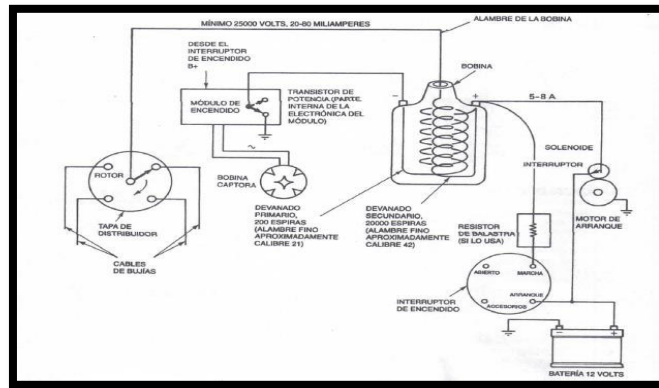 MÍNIMO 25000 VOLTS, 20-80 MILIAMPERES
ALAMBRE DE LA BOBINA
DESDE EL
INTERRUPTOR
DE ENCENDIDO
B+
BOBINA
MÓDULO DE
ENCENDIDO
TRANSISTOR DE
POTENCIA (PARTE
INTERNA DE LA
ELECTRÓNICA DEL
MÓDULO)
−
+
5-8 A
~
ROTOR
BOBINA
CAPTORA
SOLENOIDE
INTERRUPTOR
MOTOR DE
ARRANQUE
TAPA DE
DISTRIBUIDOR
CABLES
DE BUJÍAS
DEVANADO
PRIMARIO,
200 ESPIRAS
(ALAMBRE FINO
APROXIMADAMENTE
CALIBRE 21)
DEVANADO
SECUNDARIO,
20000 ESPIRAS
(ALAMBRE FINO
APROXIMADAMENTE
CALIBRE 42)
RESISTOR
DE BALASTRA
(SI LO USA)
ABIERTO
MARCHA
ARRANQUE
ACCESORIOS
INTERRUPTOR
DE ENCENDIDO
−
+
BATERÍA 12 VOLTS